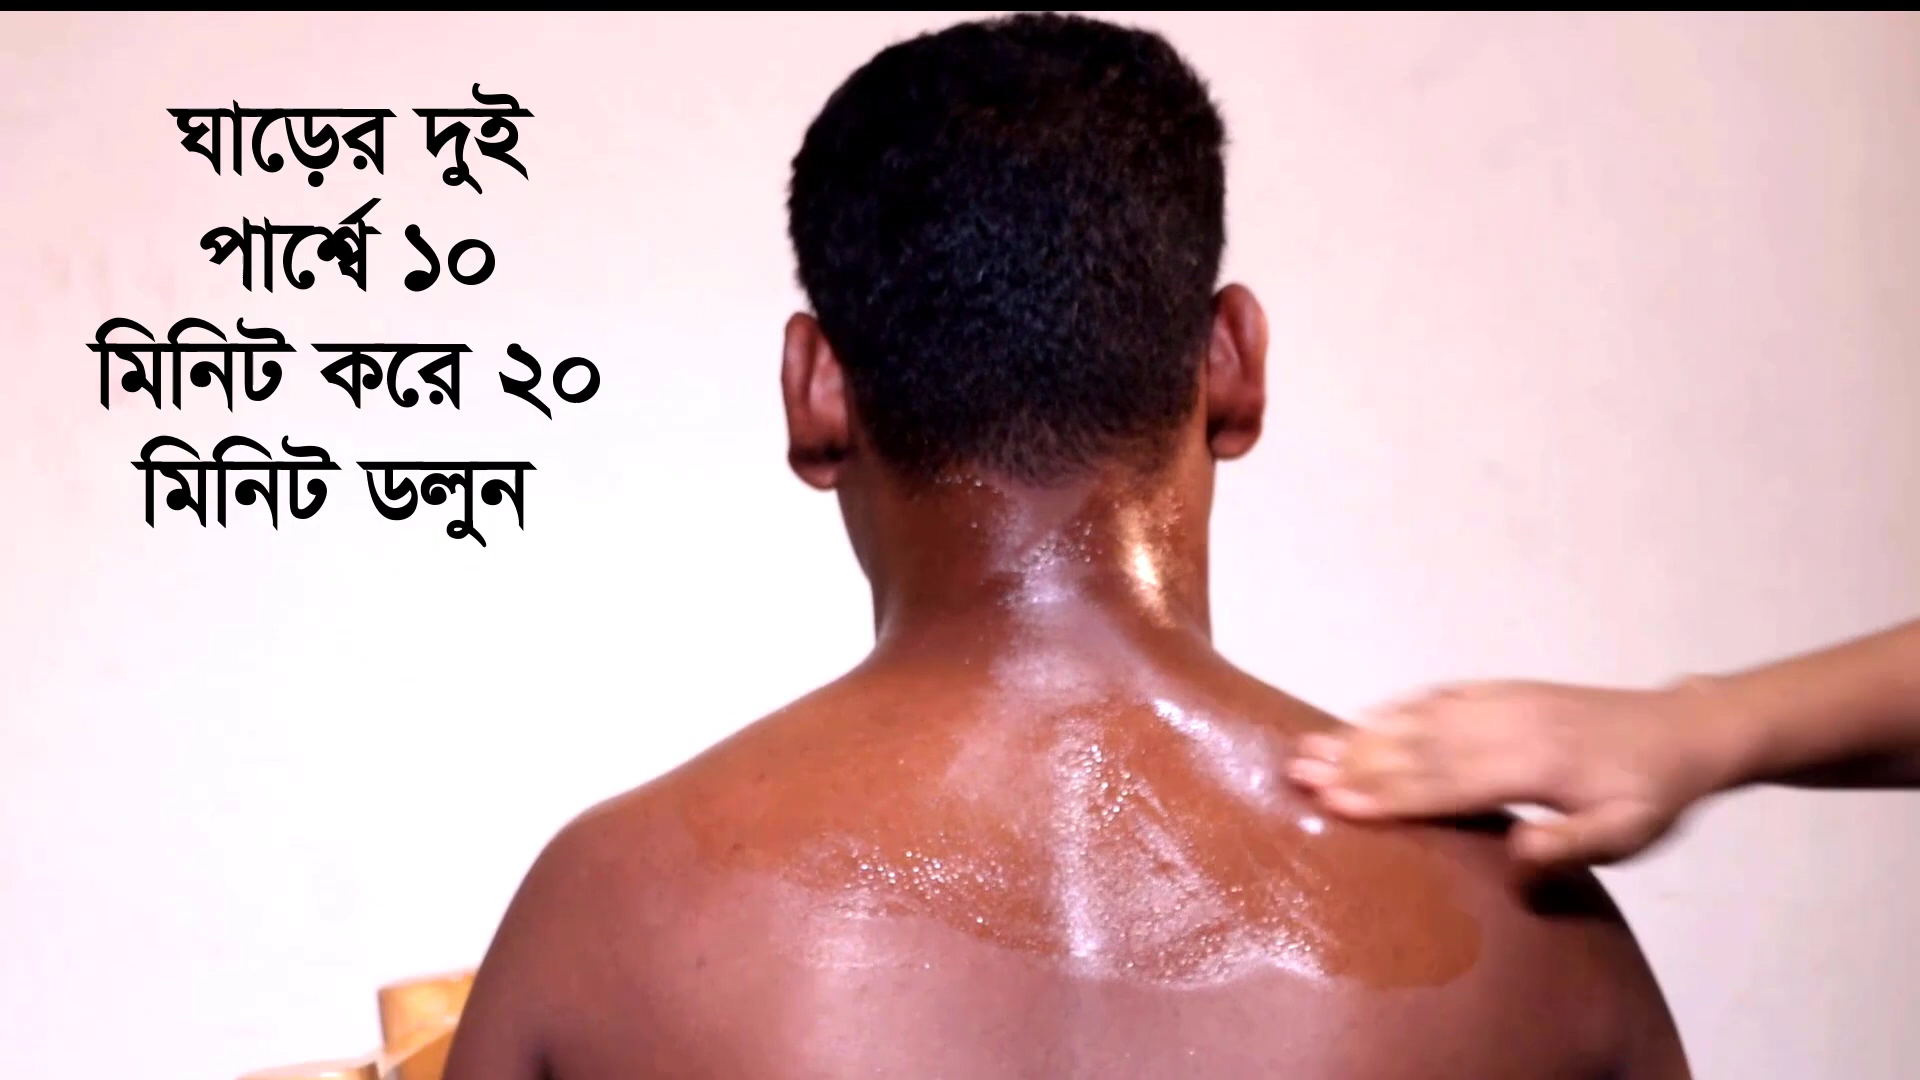 ঘাড়ের দুই
পার্শ্বে ১০
মিনিট করে ২০
মিনিট ডলুন